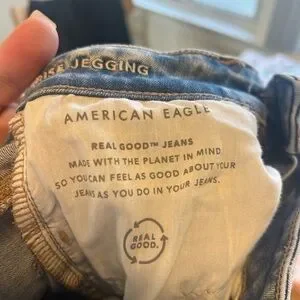 RISE JEGGING
AMERICAN EAGLE
REAL GOOD™ JEANS
MADE WITH THE PLANET IN MIND
SO YOU CAN FEEL AS GOOD ABOUT YOUR
JEANS AS YOU DO IN YOUR JEANS.
REAL
GOOD.